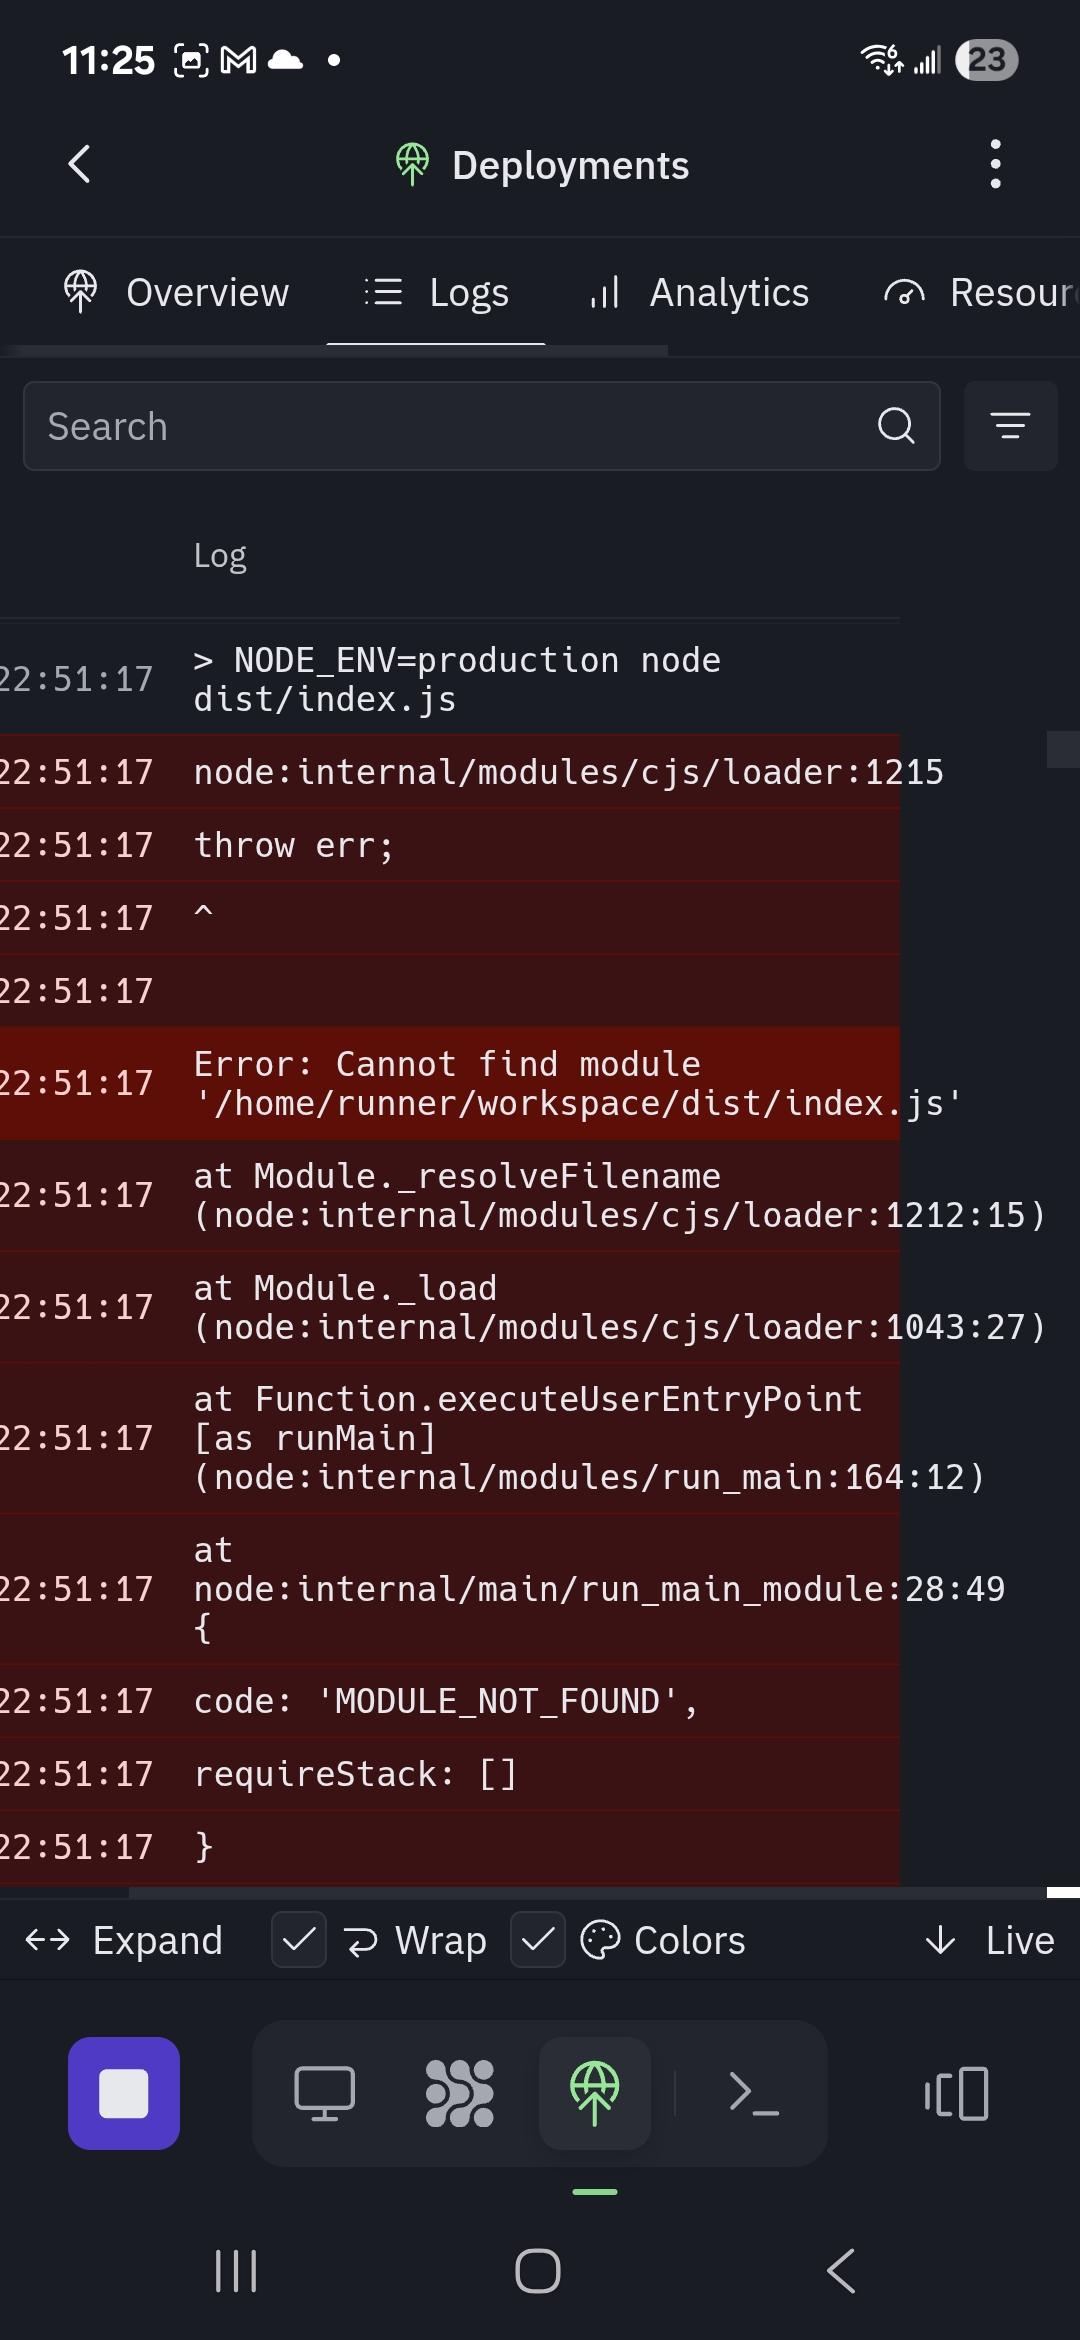 11:25
6
23
Deployments
Overview
Logs
Analytics
Resour
Search
Log
22:51:17
> NODE_ENV=production node
dist/index.js
22:51:17
node:internal/modules/cjs/loader:1215
22:51:17
throw err;
22:51:17
^
22:51:17
22:51:17
Error: Cannot find module
'/home/runner/workspace/dist/index.js'
22:51:17
at Module._resolveFilename
(node:internal/modules/cjs/loader:1212:15)
22:51:17
at Module._load
(node:internal/modules/cjs/loader:1043:27)
22:51:17
at Function.executeUserEntryPoint
[as runMain]
(node:internal/modules/run_main:164:12)
22:51:17
at
node:internal/main/run_main_module:28:49
{
22:51:17
code: 'MODULE_NOT_FOUND',
22:51:17
requireStack: []
22:51:17
}
Expand
Wrap
Colors
Live